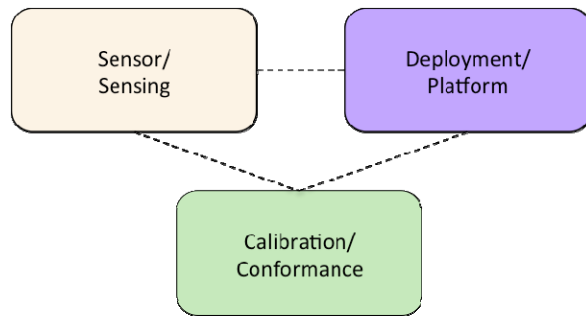 Sensor/
Sensing
Deployment/
Platform
Calibration/
Conformance